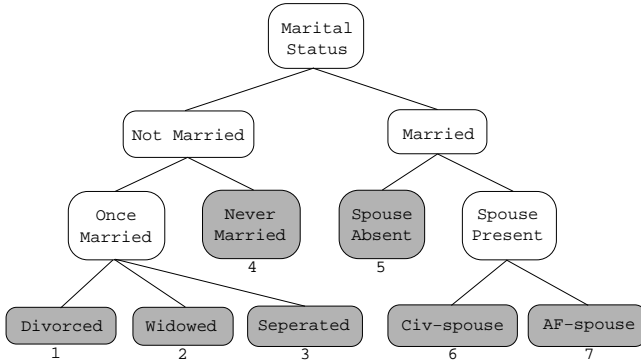 Marital
Status
Not Married
Married
Once
Married
Never
Married
Spouse
Absent
Spouse
Present
4
5
Divorced
Widowed
Seperated
Civ-spouse
AF-spouse
1
2
3
6
7